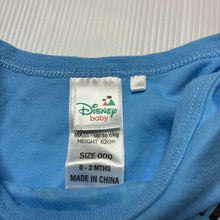 Disney
baby
MASS - up to 6kg
HEIGHT 62cm
SIZE 000
0 - 3 MTHS
MADE IN CHINA